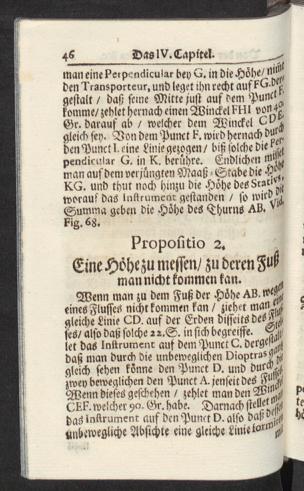 46 Das IV. Capitel.
man eine Perpendicular bey G. in die Höhe/ nimt
den Transporteur, und leget ihn recht auf FG. der-
gestalt / daß seine Mitte just auf dem Punct F.
komme/ zehlet hernach einen Winckel FHI von 40.
Gr. darauf ab / welcher dem Winckel CDE.
gleich sey. Von dem Punct F. wird hernach durch
den Punct I. eine Linie gezogen / biß solche die Per-
pendicular G. in K. berühre. Endlichen misset
man auf dem verjüngten Maaß-Stabe die Höhe
KG. und thut noch hinzu die Höhe des Stativs,
worauf das Instrument gestanden / so wird die
Summa geben die Höhe des Thurns AB. Vid.
Fig. 68.
Propositio 2.
Eine Höhe zu messen/ zu deren Fuß
man nicht kommen kan.
Wenn man zu dem Fuß der Höhe AB. wegen
eines Flusses nicht kommen kan / ziehet man eine
gleiche Linie CD. auf der Erden disseits des Flus-
ses/ also daß solche 22. S. in sich begreiffe.
let das Instrument auf dem Punct C. dergestalt/
daß man durch die unbeweglichen Dioptras gantz
gleich sehen könne den Punct D. und durch die
zwey beweglichen den Punct A. jenseit des Flusses.
Wenn dieses geschehen / zehlet man den Winckel
CEF. welcher 90. Gr. habe. Darnach stellet man
das Instrument auf den Punct D. also daß dessen
unbewegliche Absichte eine gleiche Linie formiren